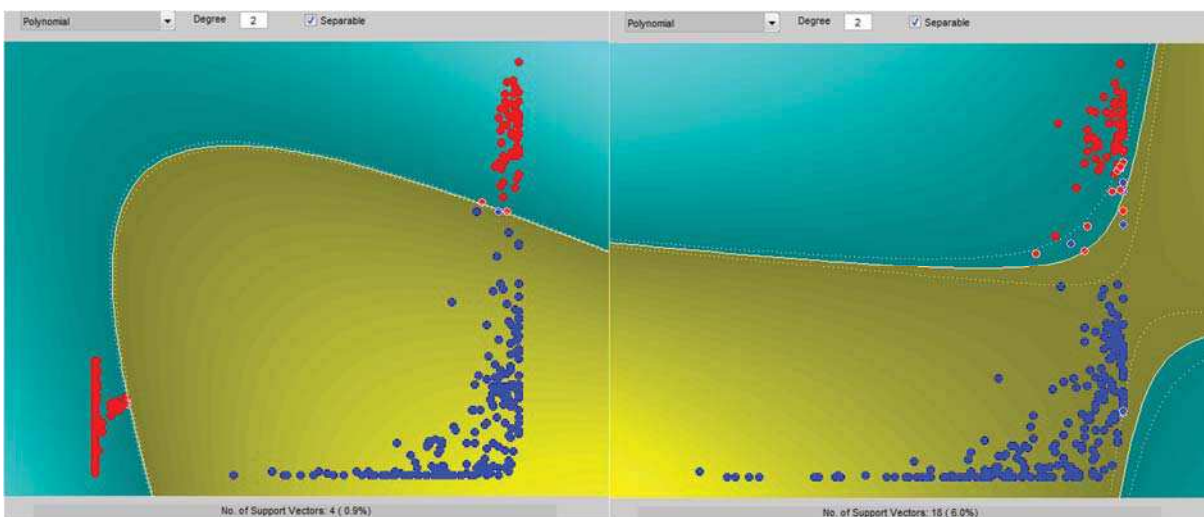 Polynomial Degree 2 Separable
Polynomial Degree 2 Separable
No. of Support Vectors: 4 ( 0.9%)
No. of Support Vectors: 18 ( 6.0%)